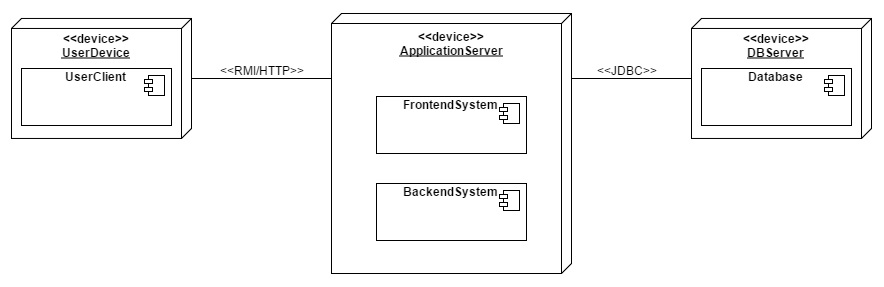 <<device>>
UserDevice
UserClient
<<RMI/HTTP>>
<<device>>
ApplicationServer
FrontendSystem
BackendSystem
<<JDBC>>
<<device>>
DBServer
Database